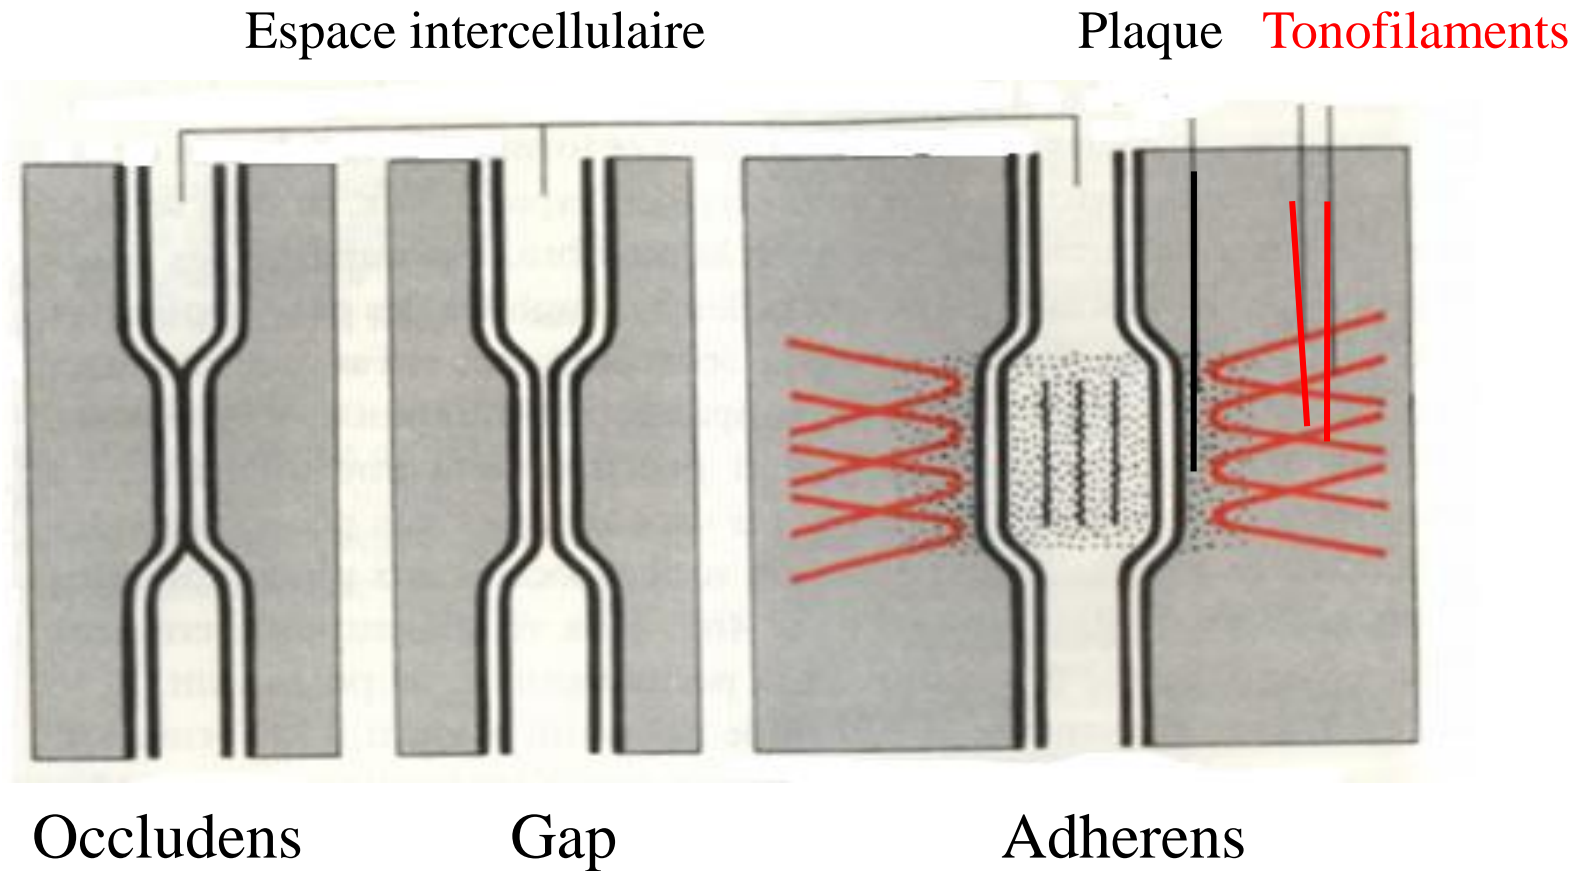 Espace intercellulaire Plaque Tonofilaments
Occludens Gap Adherens